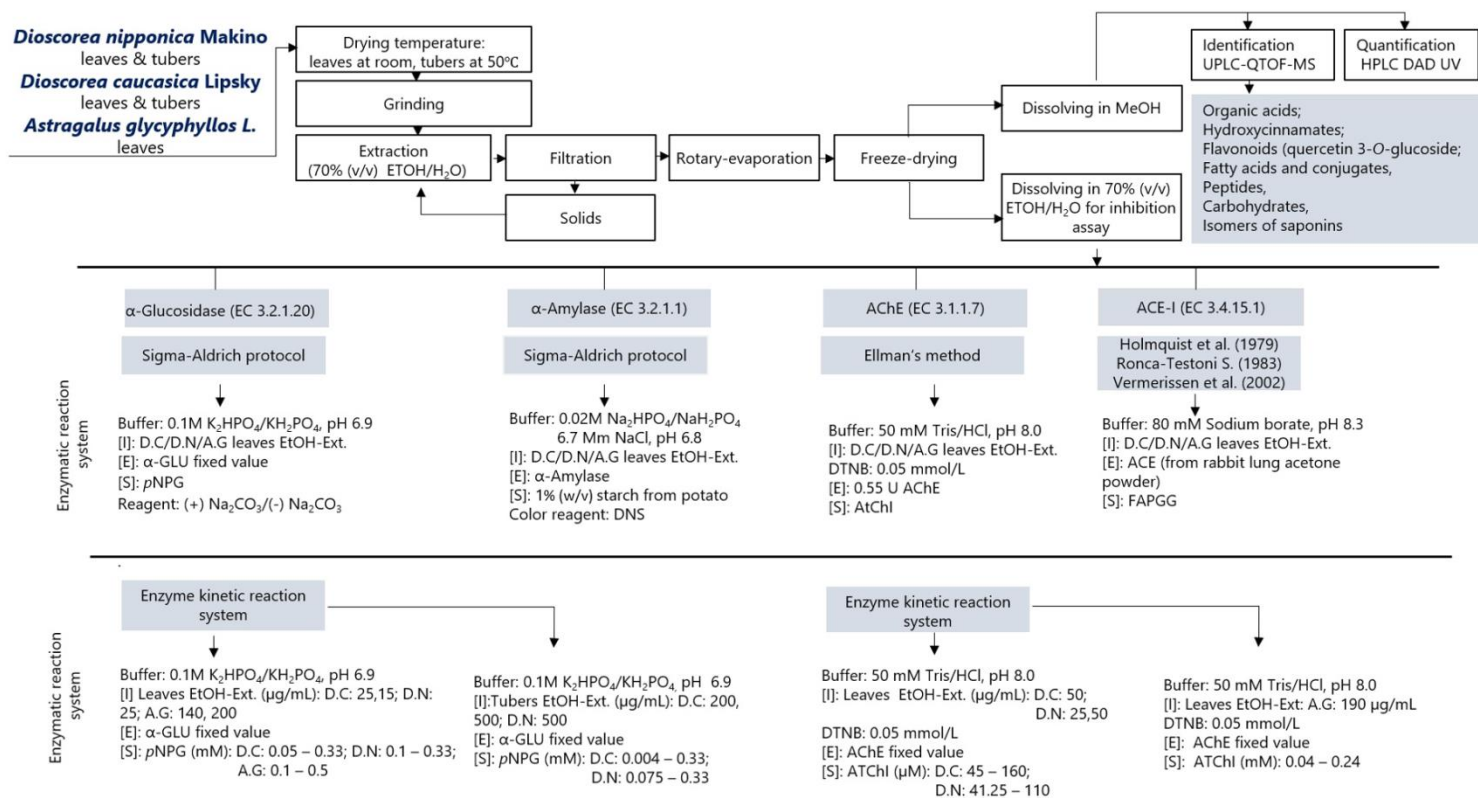 Dioscorea nipponica Makino
leaves & tubers
Dioscorea caucasica Lipsky
leaves & tubers
Astragalus glycyphyllos L.
leaves
Drying temperature:
leaves at room, tubers at 50°C
Grinding
Extraction
(70% (v/v) ETOH/H₂O)
Filtration
Solids
Rotary-evaporation
Freeze-drying
Dissolving in MeOH
Dissolving in 70% (v/v)
ETOH/H₂O for inhibition
assay
Identification
UPLC-QTOF-MS
Quantification
HPLC DAD UV
Organic acids;
Hydroxycinnamates;
Flavonoids (quercetin 3-O-glucoside;
Fatty acids and conjugates,
Peptides,
Carbohydrates,
Isomers of saponins
Enzymatic reaction
system
α-Glucosidase (EC 3.2.1.20)
Sigma-Aldrich protocol
Buffer: 0.1M K₂HPO₄/KH₂PO₄, pH 6.9
[I]: D.C/D.N/A.G leaves EtOH-Ext.
[E]: α-GLU fixed value
[S]: pNPG
Reagent: (+) Na₂CO₃/(-) Na₂CO₃
α-Amylase (EC 3.2.1.1)
Sigma-Aldrich protocol
Buffer: 0.02M Na₂HPO₄/NaH₂PO₄
6.7 Mm NaCl, pH 6.8
[I]: D.C/D.N/A.G leaves EtOH-Ext.
[E]: α-Amylase
[S]: 1% (w/v) starch from potato
Color reagent: DNS
AChE (EC 3.1.1.7)
Ellman's method
Buffer: 50 mM Tris/HCl, pH 8.0
[I]: D.C/D.N/A.G leaves EtOH-Ext.
DTNB: 0.05 mmol/L
[E]: 0.55 U AChE
[S]: AtChI
ACE-I (EC 3.4.15.1)
Holmquist et al. (1979)
Ronca-Testoni S. (1983)
Vermerissen et al. (2002)
Buffer: 80 mM Sodium borate, pH 8.3
[I]: D.C/D.N/A.G leaves EtOH-Ext.
[E]: ACE (from rabbit lung acetone
powder)
[S]: FAPGG
Enzymatic reaction
system
Enzyme kinetic reaction
system
Buffer: 0.1M K₂HPO₄/KH₂PO₄, pH 6.9
[I] Leaves EtOH-Ext. (µg/mL): D.C: 25,15; D.N:
25; A.G: 140, 200
[E]: α-GLU fixed value
[S]: pNPG (mM): D.C: 0.05 – 0.33; D.N: 0.1 – 0.33;
A.G: 0.1 – 0.5
Buffer: 0.1M K₂HPO₄/KH₂PO₄, pH 6.9
[I]:Tubers EtOH-Ext. (µg/mL): D.C: 200,
500; D.N: 500
[E]: α-GLU fixed value
[S]: pNPG (mM): D.C: 0.004 – 0.33;
D.N: 0.075 – 0.33
Enzyme kinetic reaction
system
Buffer: 50 mM Tris/HCl, pH 8.0
[I]: Leaves EtOH-Ext. (µg/mL): D.C: 50;
D.N: 25,50
DTNB: 0.05 mmol/L
[E]: AChE fixed value
[S]: ATChI (µM): D.C: 45 – 160;
D.N: 41.25 – 110
Buffer: 50 mM Tris/HCl, pH 8.0
[I]: Leaves EtOH-Ext: A.G: 190 µg/mL
DTNB: 0.05 mmol/L
[E]: AChE fixed value
[S]: ATChI (mM): 0.04 – 0.24